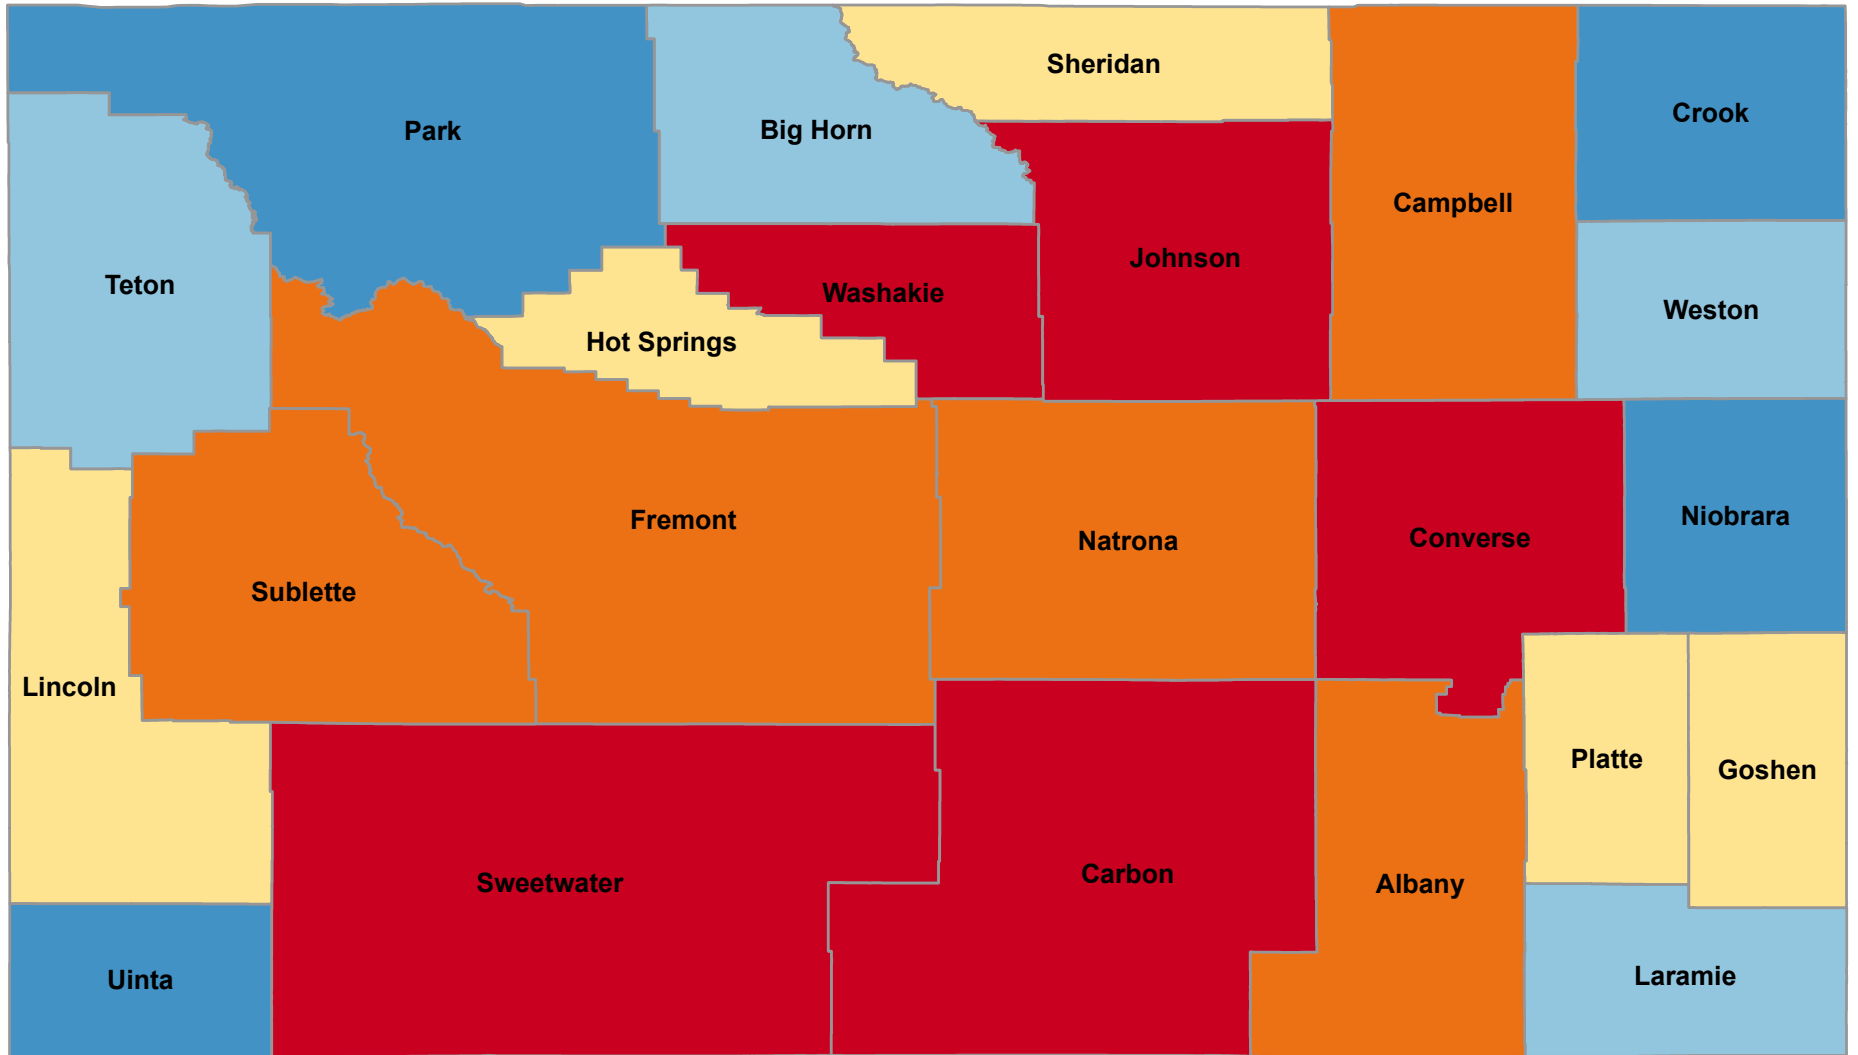 Sheridan
Crook
Park
Big Horn
Campbell
Johnson
Teton
Washakie
Weston
Hot Springs
Niobrara
Fremont
Converse
Natrona
Sublette
Lincoln
Platte
Goshen
Carbon
Sweetwater
Albany
Laramie
Uinta